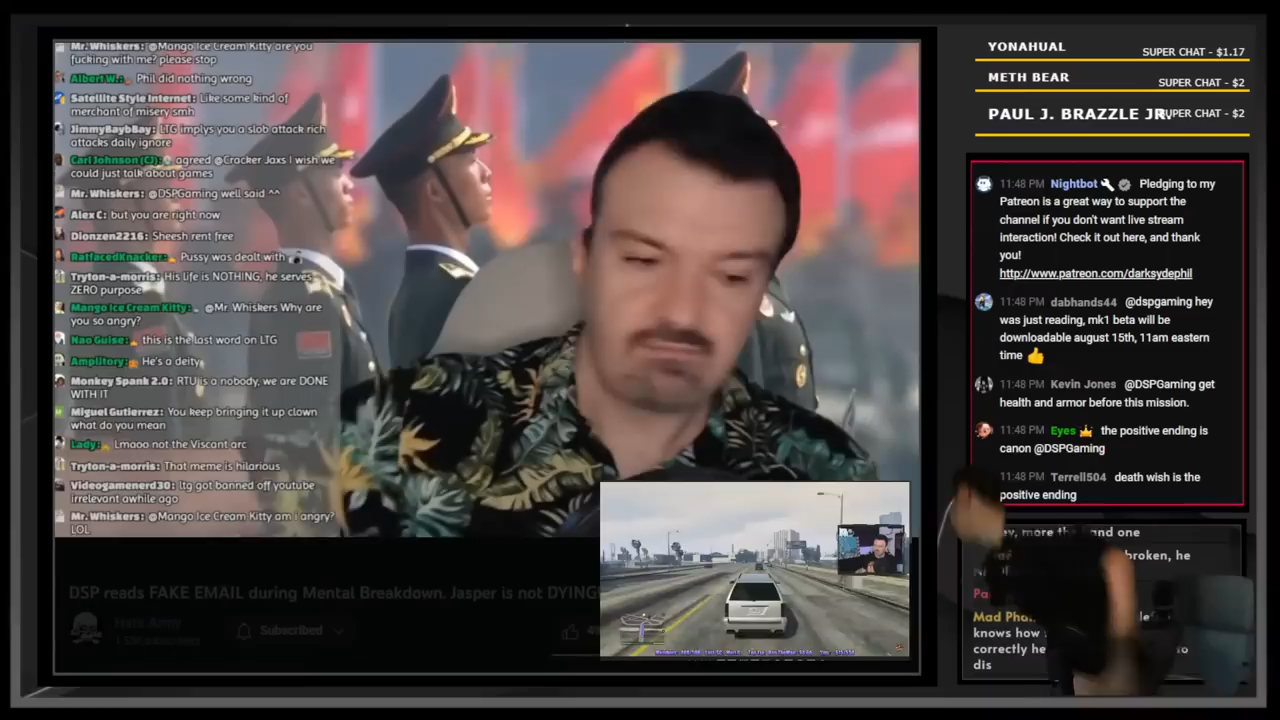 Mr. Whiskers: @Mango Ice Cream Kitty are you
fucking with me? please stop
Albert W.: Phil did nothing wrong
Satellite Style Internet: Like some kind of
merchant of misery smh
JimmyBaybBay: LTG implys you a slob attack rich
attacks daily ignore
Carl Johnson (CJ): agreed @Cracker Jaxs I wish we
could just talk about games
Mr. Whiskers: @DSPGaming well said ^^
Alex C: but you are right now
Dionzen2216: Sheesh rent free
RatfacedKnacker: Pussy was dealt with
Tryton-a-morris: His life is NOTHING, he serves
ZERO purpose
Mango Ice Cream Kitty: @Mr Whiskers Why are
you so angry?
Nao Guise: this is the last word on LTG
Amplitory: He's a deity
Monkey Spank 2.0: RTU is a nobody, we are DONE
WITH IT
Miguel Gutierrez: You keep bringing it up clown
what do you mean
Lady: Lmaoo not the Viscant arc
Tryton-a-morris: That meme is hilarious
Videogamenerd30: ltg got banned off youtube
irrelevant awhile ago
Mr. Whiskers: @Mango Ice Cream Kitty am i angry?
LOL
DSP reads FAKE EMAIL during Mental Breakdown. Jasper is not DYING
Subscribed
YONAHUAL SUPER CHAT - $1.17
METH BEAR SUPER CHAT - $2
PAUL J. BRAZZLE JR. SUPER CHAT - $2
11:48 PM Nightbot Pledging to my
Patreon is a great way to support the
channel if you don't want live stream
interaction! Check it out here, and thank
you!
http://www.patreon.com/darksydephil
11:48 PM dabhands44 @dspgaming hey
was just reading, mk1 beta will be
downloadable august 15th, 11am eastern
time
11:48 PM Kevin Jones @DSPGaming get
health and armor before this mission.
11:48 PM Eyes the positive ending is
canon @DSPGaming
11:48 PM Terrell504 death wish is the
positive ending
more and one
broken, he
Mad
knows how
correctly he to
dis